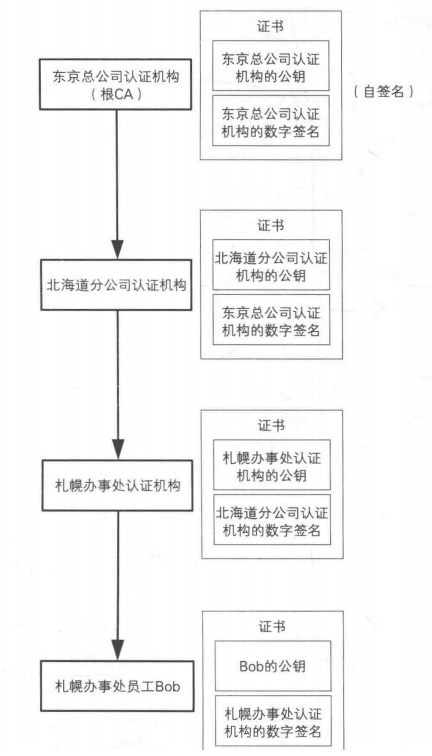 证书
东京总公司认证机构
（根CA）
东京总公司认证
机构的公钥
（自签名）
东京总公司认证
机构的数字签名
证书
北海道分公司认证机构
北海道分公司认证
机构的公钥
东京总公司认证
机构的数字签名
证书
札幌办事处认证机构
札幌办事处认证
机构的公钥
北海道分公司认证
机构的数字签名
证书
札幌办事处员工Bob
Bob的公钥
札幌办事处认证
机构的数字签名